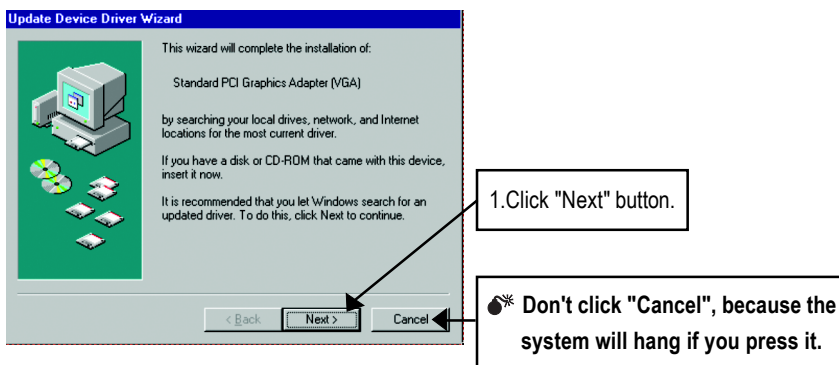 Update Device Driver Wizard
This wizard will complete the installation of:
Standard PCI Graphics Adapter (VGA)
by searching your local drives, network, and Internet
locations for the most current driver.
If you have a disk or CD-ROM that came with this device,
insert it now.
It is recommended that you let Windows search for an
updated driver. To do this, click Next to continue.
< Back
Next >
Cancel
1.Click "Next" button.
Don't click "Cancel", because the
system will hang if you press it.